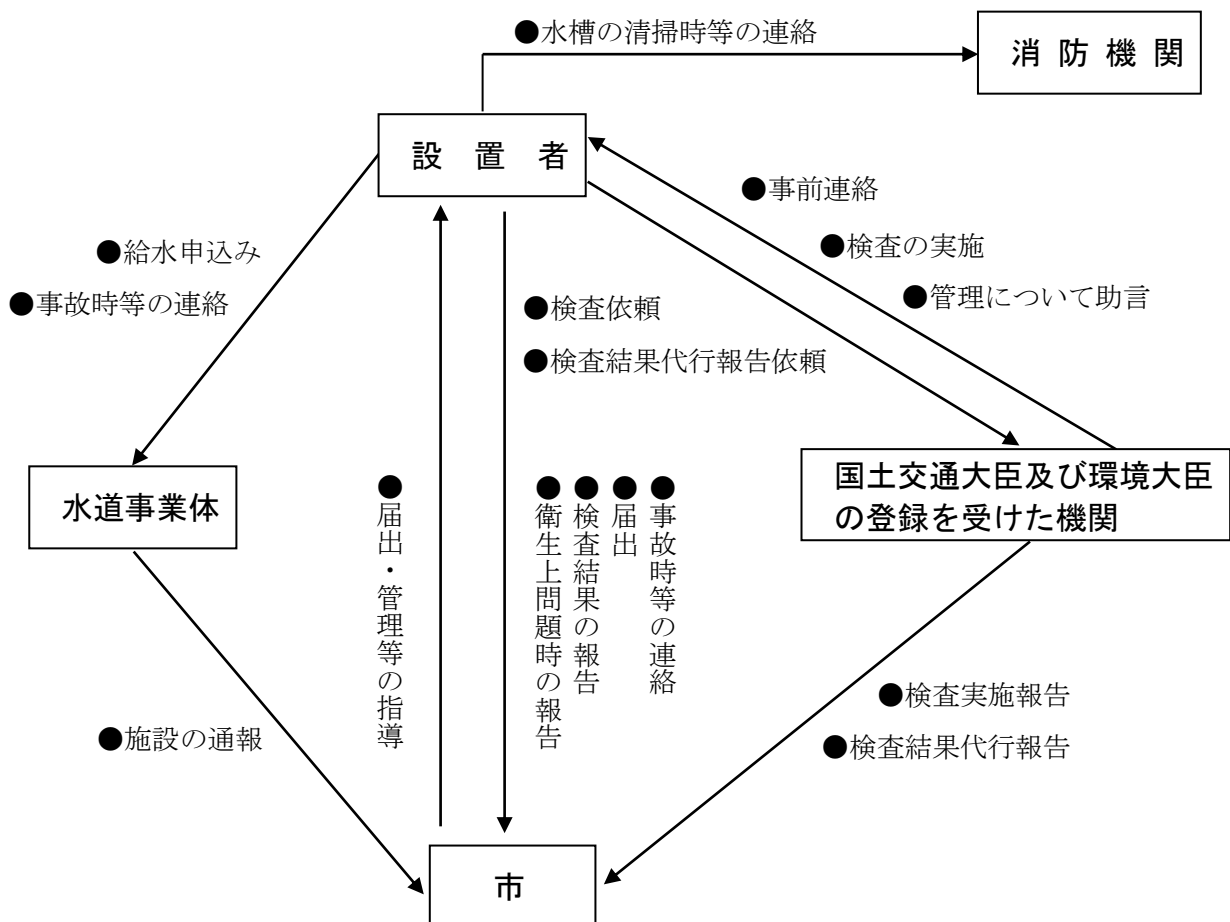 ●水槽の清掃時等の連絡
消防機関
設置者
●事前連絡
●給水申込み
●検査の実施
●事故時等の連絡
●管理について助言
●検査依頼
●検査結果代行報告依頼
水道事業体
国土交通大臣及び環境大臣
の登録を受けた機関
●届出・管理等の指導
●事故時等の連絡
●届出
●検査結果の報告
●衛生上問題時の報告
●検査実施報告
●施設の通報
●検査結果代行報告
市